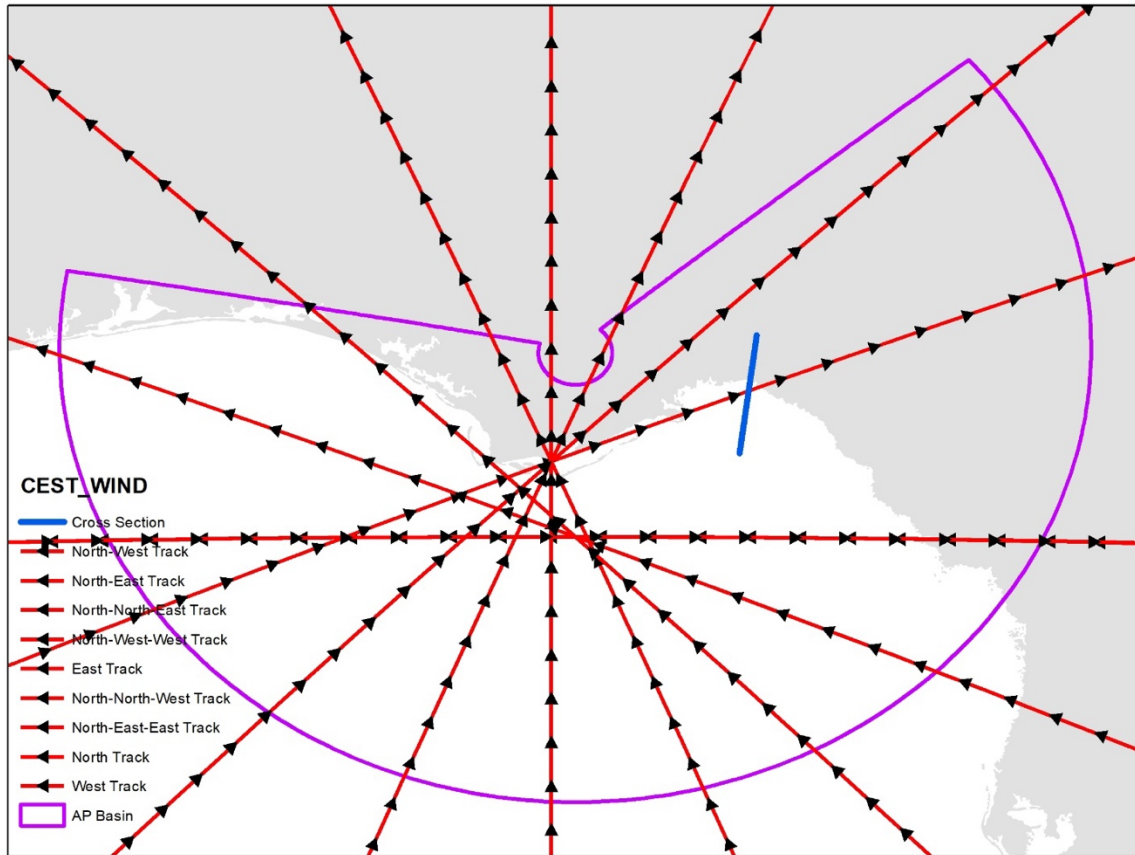 CEST_WIND
Cross Section
North-West Track
North-East Track
North-North-East Track
North-West-West Track
East Track
North-North-West Track
North-East-East Track
North Track
West Track
AP Basin